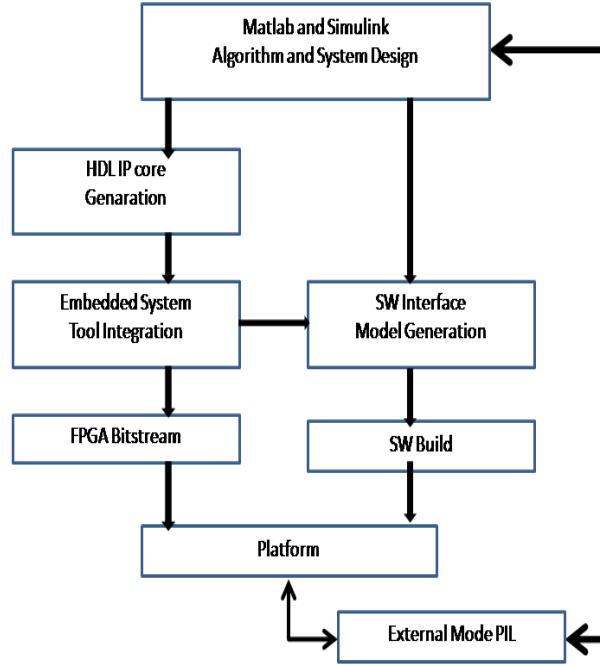 Matlab and Simulink
Algorithm and System Design
HDL IP core
Genaration
Embedded System
Tool Integration
SW Interface
Model Generation
FPGA Bitstream
SW Build
Platform
External Mode PIL